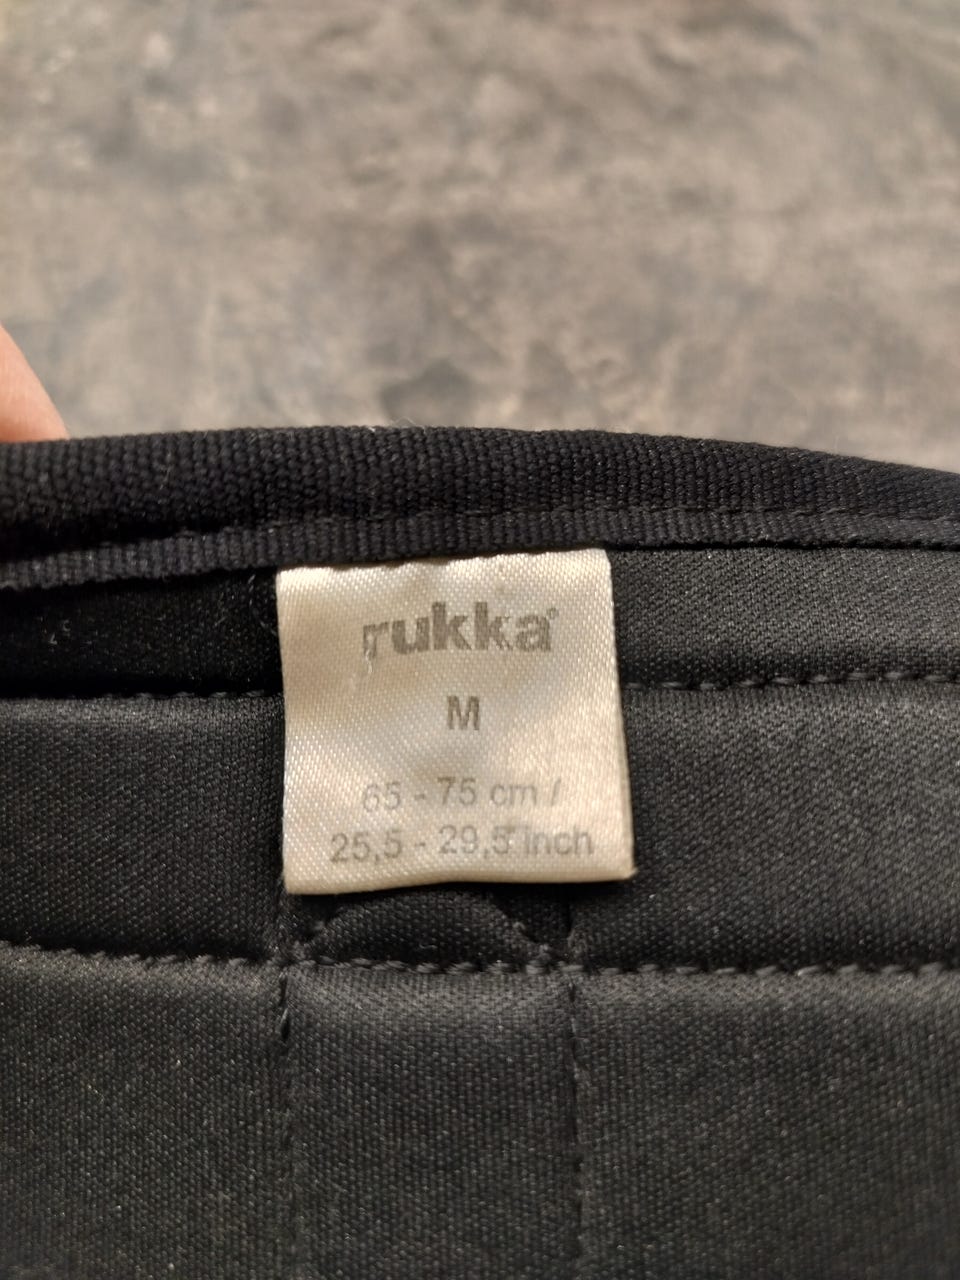 rukka®
M
65 - 75 cm /
25,5 - 29,5 inch